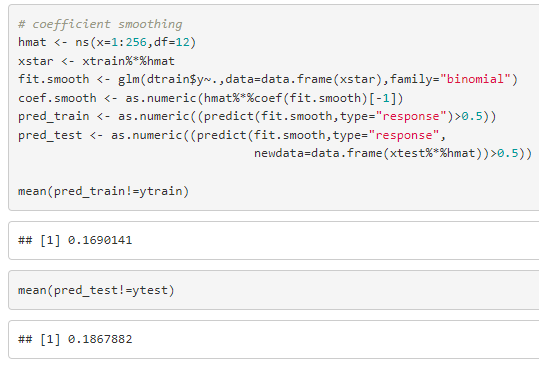 # coefficient smoothing
hmat <- ns(x=1:256,df=12)
xstar <- xtrain%*%hmat
fit.smooth <- glm(dtrain$y~.,data=data.frame(xstar),family="binomial")
coef.smooth <- as.numeric(hmat%*%coef(fit.smooth)[-1])
pred_train <- as.numeric((predict(fit.smooth,type="response")>0.5))
pred_test <- as.numeric((predict(fit.smooth,type="response",
newdata=data.frame(xtest%*%hmat))>0.5))
mean(pred_train!=ytrain)
## [1] 0.1690141
mean(pred_test!=ytest)
## [1] 0.1867882